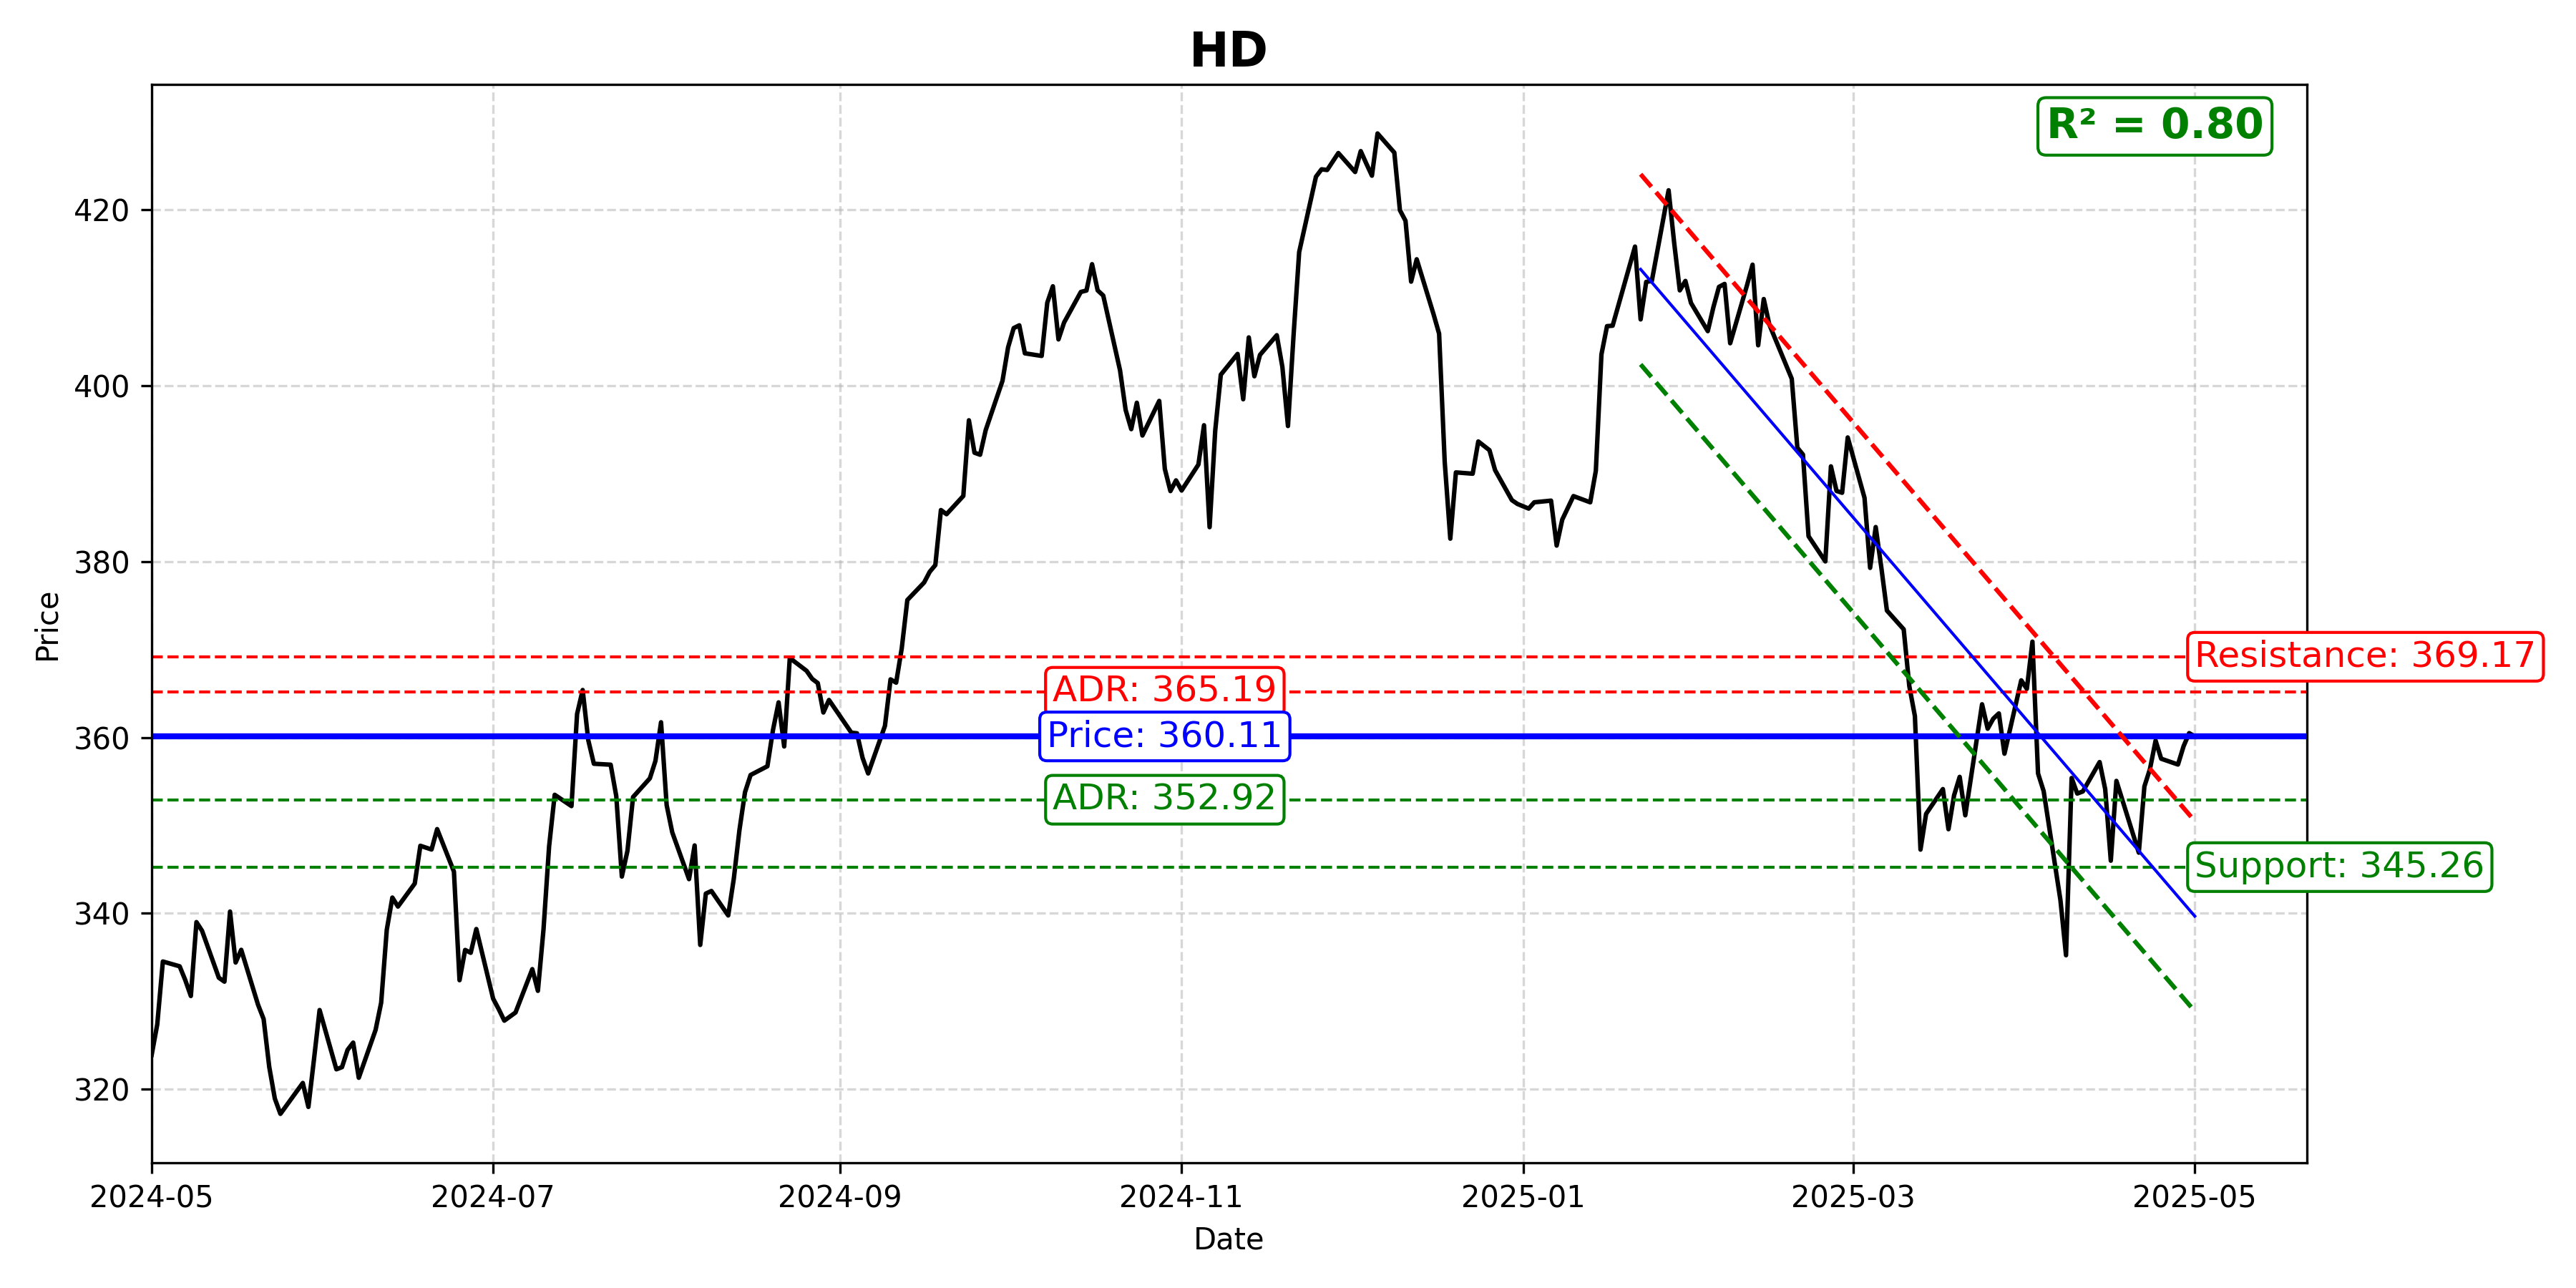 HD
R² = 0.80
420
400
380
360
340
320
Price
Resistance: 369.17
ADR: 365.19
Price: 360.11
ADR: 352.92
Support: 345.26
2024-05
2024-07
2024-09
2024-11
2025-01
2025-03
2025-05
Date